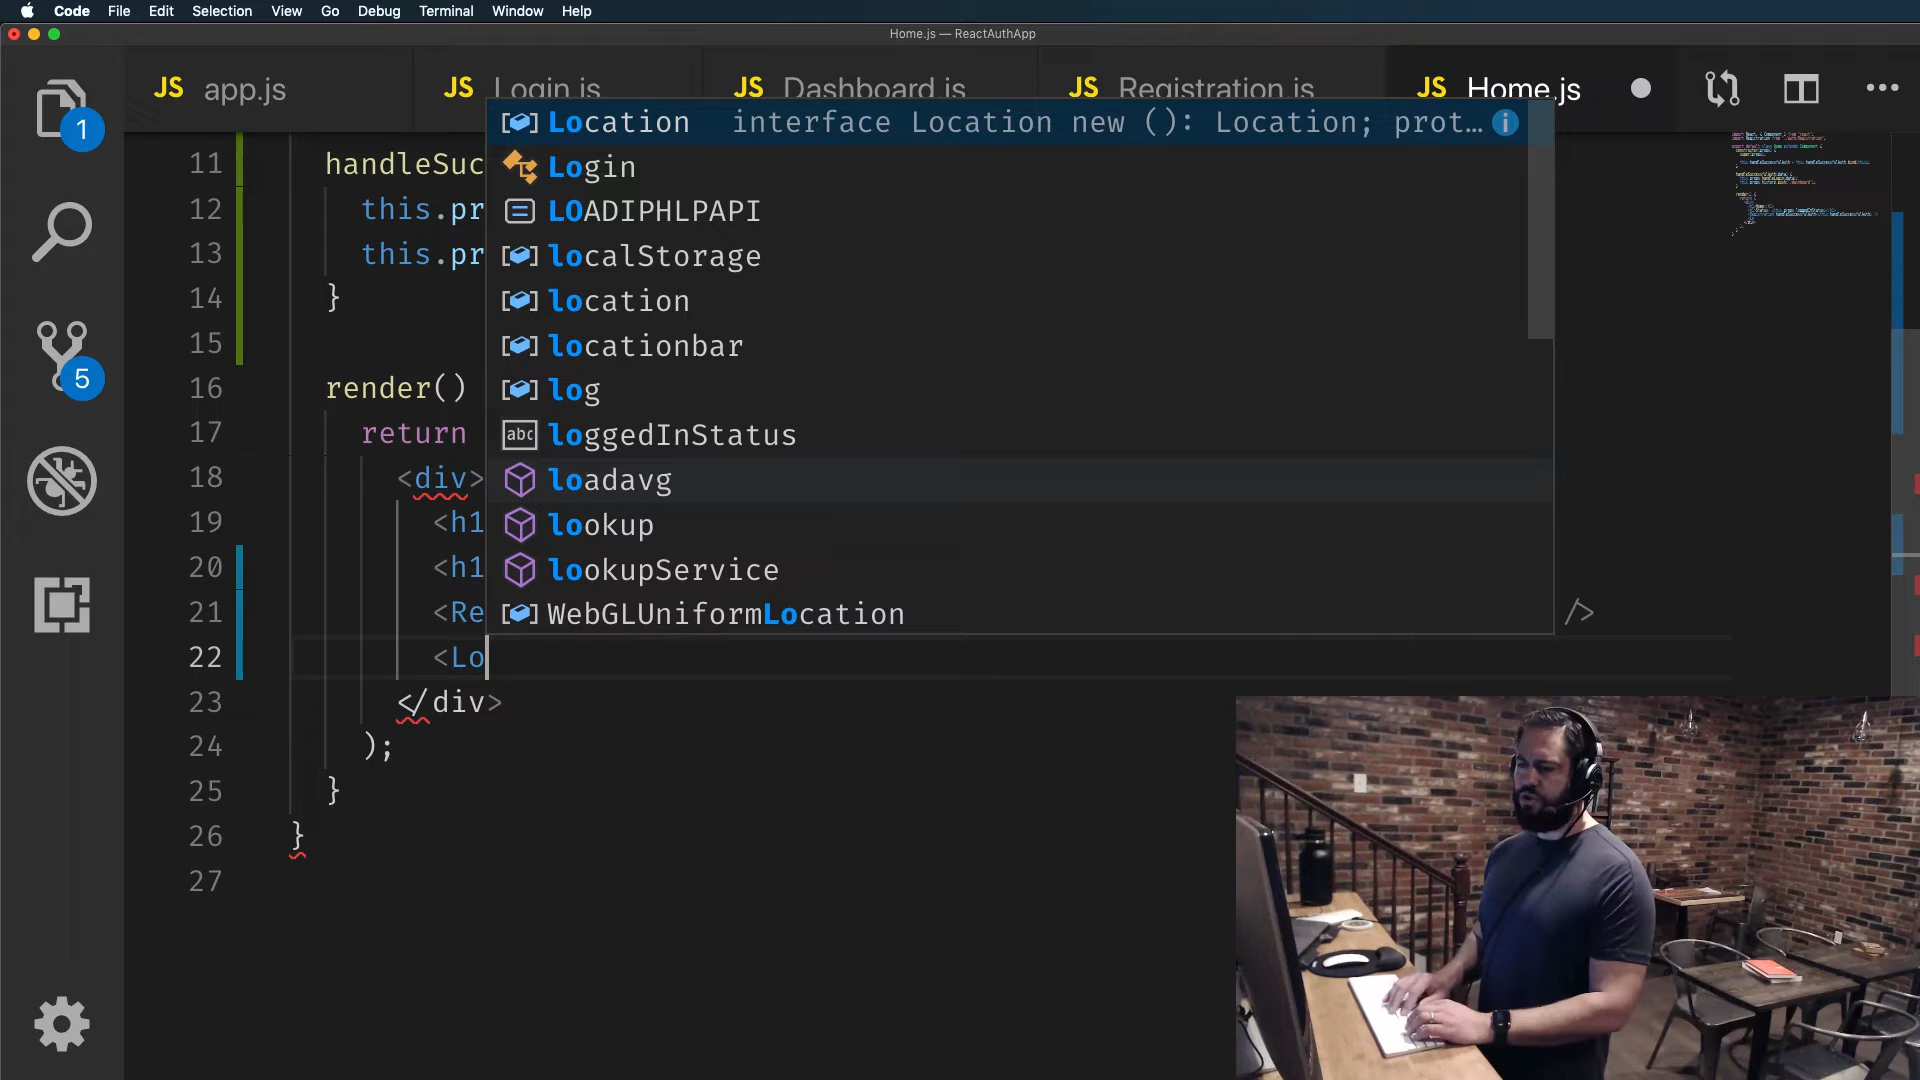 Code File Edit Selection View Go Debug Terminal Window Help
Home.js — ReactAuthApp
JS app.js JS Login.js JS Dashboard.js JS Registration.js JS Home.js
1
5
Location interface Location new (): Location; prot…
Login
LOADIPHLPAPI
localStorage
location
locationbar
log
abc loggedInStatus
loadavg
lookup
lookupService
WebGLUniformLocation
11 handleSuc
12 this.pr
13 this.pr
14 }
15
16 render()
17 return
18 <div>
19 <h1
20 <h1
21 <Re />
22 <Lo
23 </div>
24 );
25 }
26 }
27